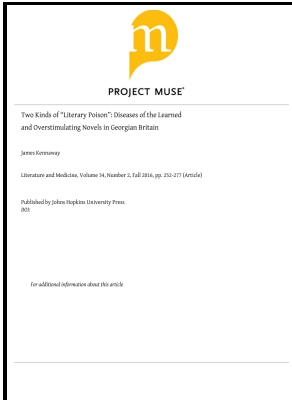 m
PROJECT MUSE®
Two Kinds of "Literary Poison": Diseases of the Learned
and Overstimulating Novels in Georgian Britain
James Kennaway
Literature and Medicine, Volume 34, Number 2, Fall 2016, pp. 252-277 (Article)
Published by Johns Hopkins University Press
DOI:
For additional information about this article